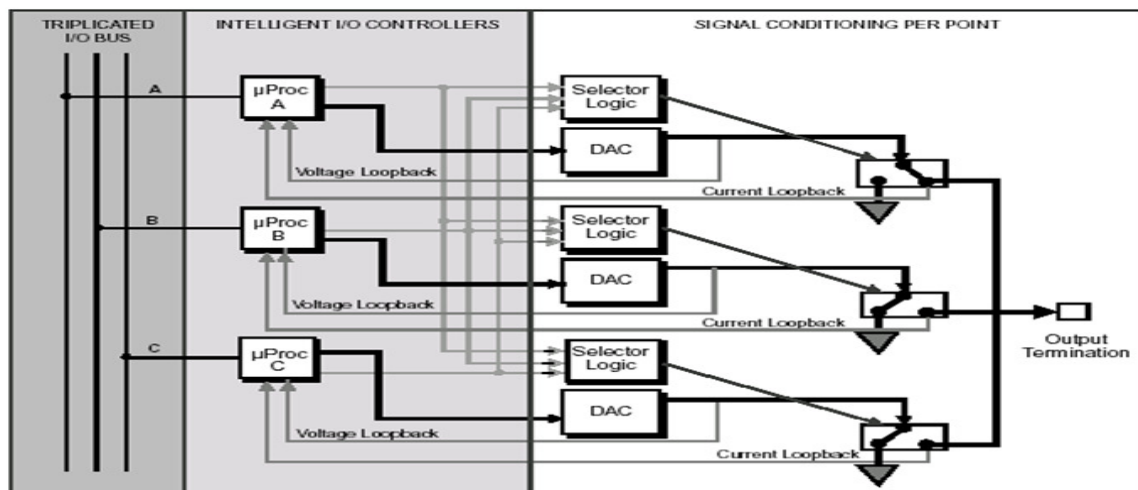 TRIPLICATED
I/O BUS
INTELLIGENT I/O CONTROLLERS
SIGNAL CONDITIONING PER POINT
A
µProc
A
Selector
Logic
DAC
Voltage Loopback
Current Loopback
B
µProc
B
Selector
Logic
DAC
Voltage Loopback
Current Loopback
Output
Termination
C
µProc
C
Selector
Logic
DAC
Voltage Loopback
Current Loopback